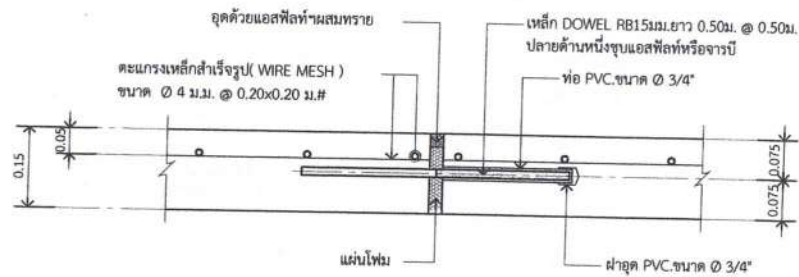 อุดด้วยแอสฟัลท์ฯผสมทราย
เหล็ก DOWEL RB15มม.ยาว 0.50ม. @ 0.50ม.
ปลายด้านหนึ่งชุบแอสฟัลท์หรือจารบี
ตะแกรงเหล็กสำเร็จรูป( WIRE MESH )
ขนาด Ø 4 ม.ม. @ 0.20x0.20 ม.#
ท่อ PVC.ขนาด Ø 3/4"
0.15
0.05
0.075
0.075
แผ่นโฟม
ฝาอุด PVC.ขนาด Ø 3/4"